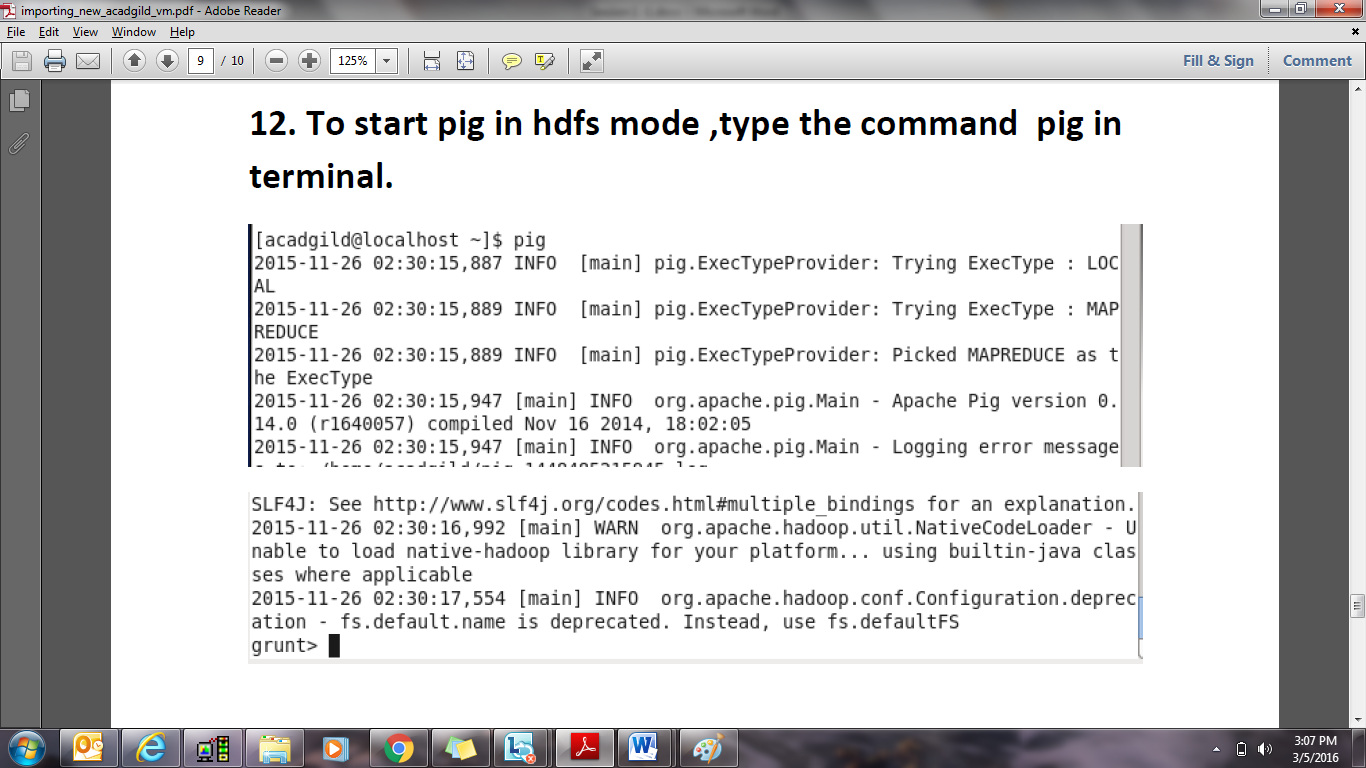 importing_new_acadgild_vm.pdf - Adobe Reader
File Edit View Window Help
9 / 10
125%
Fill & Sign
Comment
12. To start pig in hdfs mode ,type the command  pig in
terminal.
[acadgild@localhost ~]$ pig
2015-11-26 02:30:15,887 INFO  [main] pig.ExecTypeProvider: Trying ExecType : LOC
AL
2015-11-26 02:30:15,889 INFO  [main] pig.ExecTypeProvider: Trying ExecType : MAP
REDUCE
2015-11-26 02:30:15,889 INFO  [main] pig.ExecTypeProvider: Picked MAPREDUCE as t
he ExecType
2015-11-26 02:30:15,947 [main] INFO  org.apache.pig.Main - Apache Pig version 0.
14.0 (r1640057) compiled Nov 16 2014, 18:02:05
2015-11-26 02:30:15,947 [main] INFO  org.apache.pig.Main - Logging error message
SLF4J: See http://www.slf4j.org/codes.html#multiple_bindings for an explanation.
2015-11-26 02:30:16,992 [main] WARN  org.apache.hadoop.util.NativeCodeLoader - U
nable to load native-hadoop library for your platform... using builtin-java clas
ses where applicable
2015-11-26 02:30:17,554 [main] INFO  org.apache.hadoop.conf.Configuration.deprec
ation - fs.default.name is deprecated. Instead, use fs.defaultFS
grunt>
3:07 PM
3/5/2016